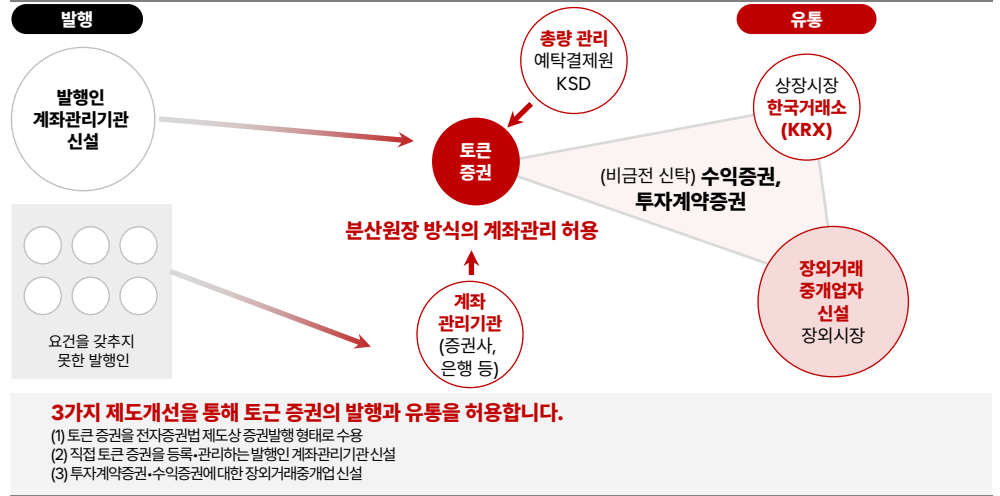 발행
유통
발행인
계좌관리기관
신설
총량 관리
예탁결제원
KSD
토큰
증권
상장시장
한국거래소
(KRX)
(비금전 신탁) 수익증권,
투자계약증권
분산원장 방식의 계좌관리 허용
요건을 갖추지
못한 발행인
계좌
관리기관
(증권사,
은행 등)
장외거래
중개업자
신설
장외시장
3가지 제도개선을 통해 토근 증권의 발행과 유통을 허용합니다.
(1) 토큰 증권을 전자증권법 제도상 증권발행 형태로 수용
(2) 직접 토큰 증권을 등록•관리하는 발행인 계좌관리기관 신설
(3) 투자계약증권•수익증권에 대한 장외거래중개업 신설